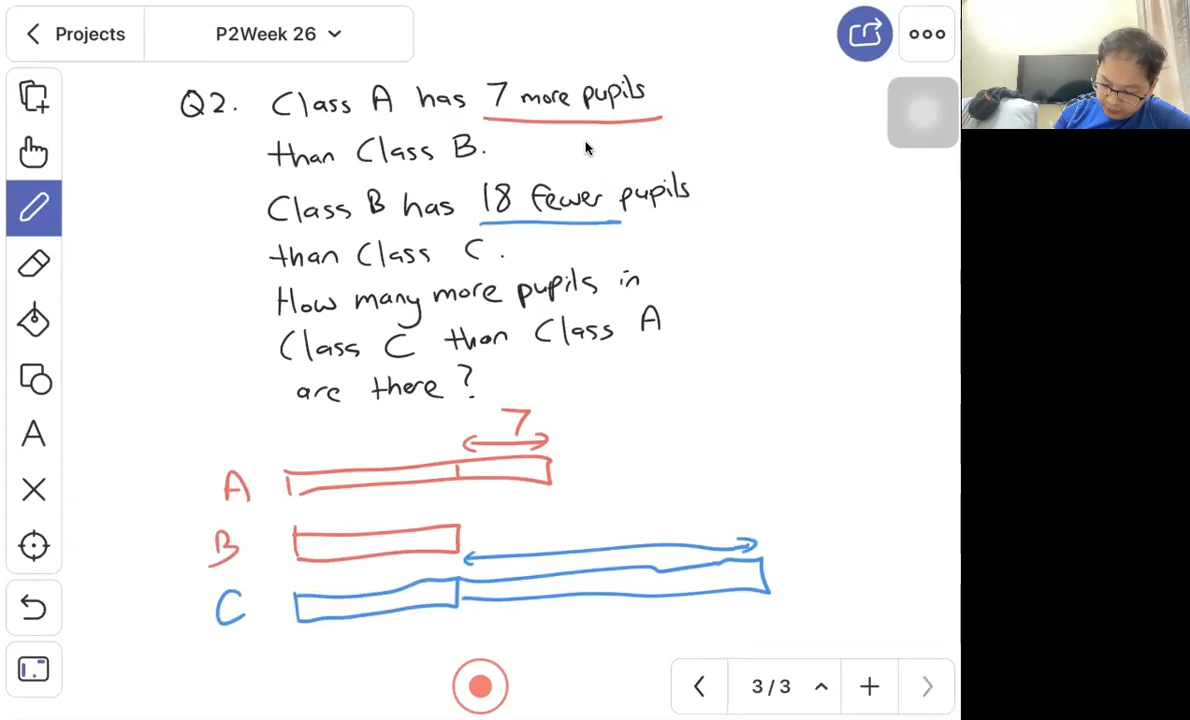 Projects
P2Week 26
Q2. Class A has 7 more pupils
than Class B.
Class B has 18 fewer pupils
than Class C.
How many more pupils in
Class C than Class A
are there?
7
A
B
C
3/3